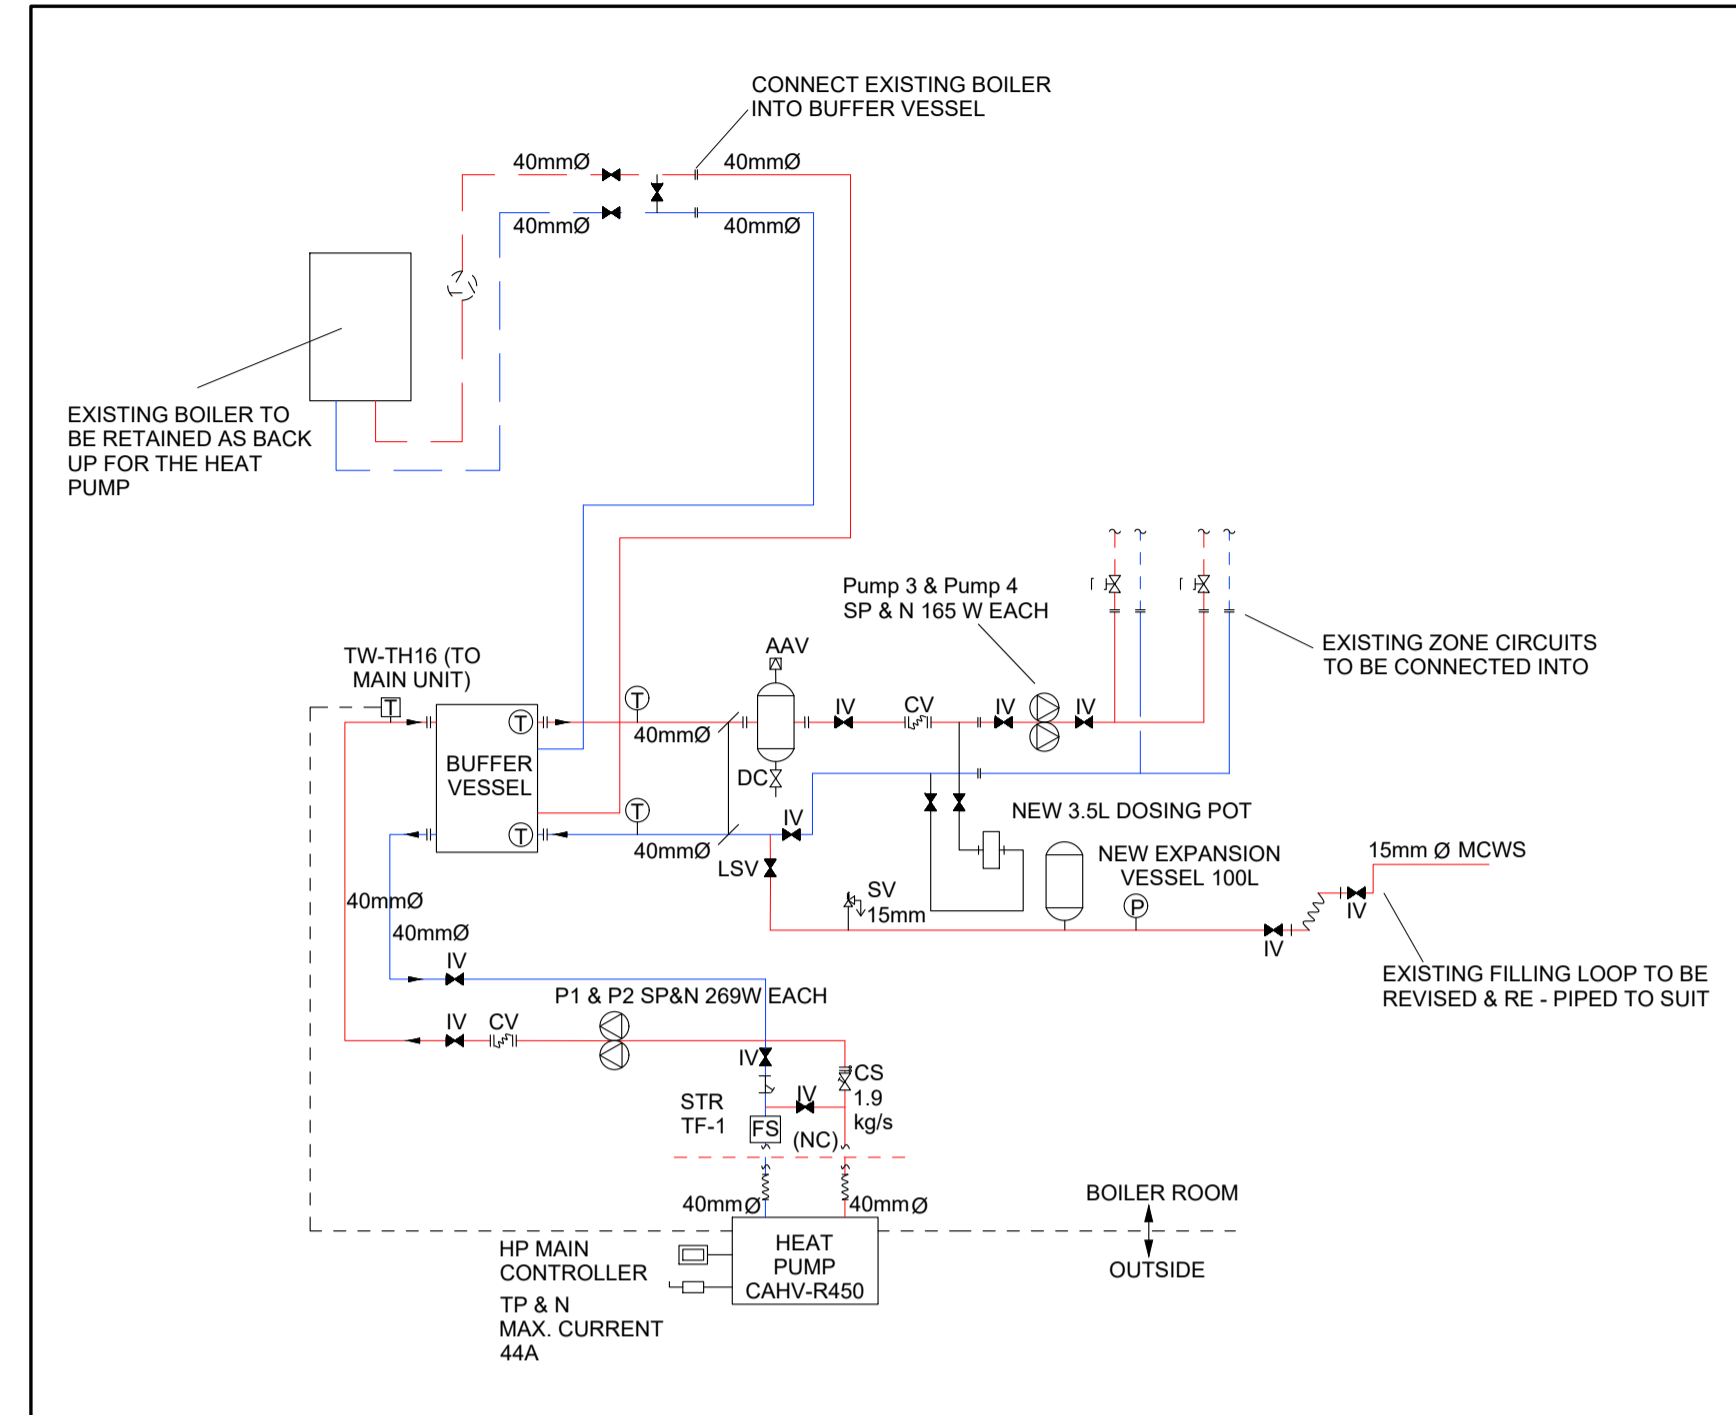 CONNECT EXISTING BOILER
INTO BUFFER VESSEL
40mmØ
40mmØ
40mmØ
40mmØ
EXISTING BOILER TO
BE RETAINED AS BACK
UP FOR THE HEAT
PUMP
Pump 3 & Pump 4
SP & N 165 W EACH
EXISTING ZONE CIRCUITS
TO BE CONNECTED INTO
TW-TH16 (TO
MAIN UNIT)
T
AAV
T
T
IV
CV
IV
IV
40mmØ
BUFFER
VESSEL
DC
T
T
40mmØ
IV
LSV
NEW 3.5L DOSING POT
NEW EXPANSION
VESSEL 100L
P
15mm Ø MCWS
IV
SV
15mm
IV
EXISTING FILLING LOOP TO BE
REVISED & RE - PIPED TO SUIT
40mmØ
40mmØ
IV
P1 & P2 SP&N 269W EACH
IV
CV
IV
CS
1.9
kg/s
IV
STR
TF-1
FS
(NC)
40mmØ
40mmØ
BOILER ROOM
OUTSIDE
HEAT
PUMP
CAHV-R450
HP MAIN
CONTROLLER
TP & N
MAX. CURRENT
44A